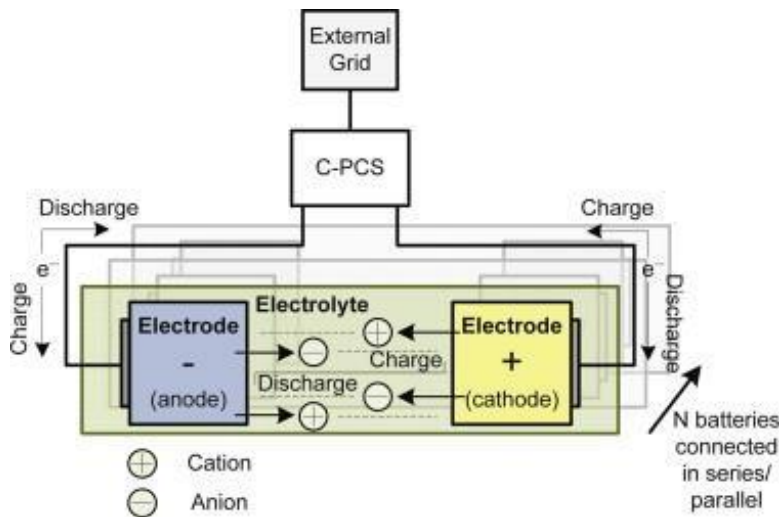 External
Grid
C-PCS
Discharge
Charge
e⁻
e⁻
Charge
Discharge
Electrolyte
Electrode
-
(anode)
Electrode
+
(cathode)
+
−
Charge
Discharge
−
+
N batteries
connected
in series/
parallel
+ Cation
− Anion